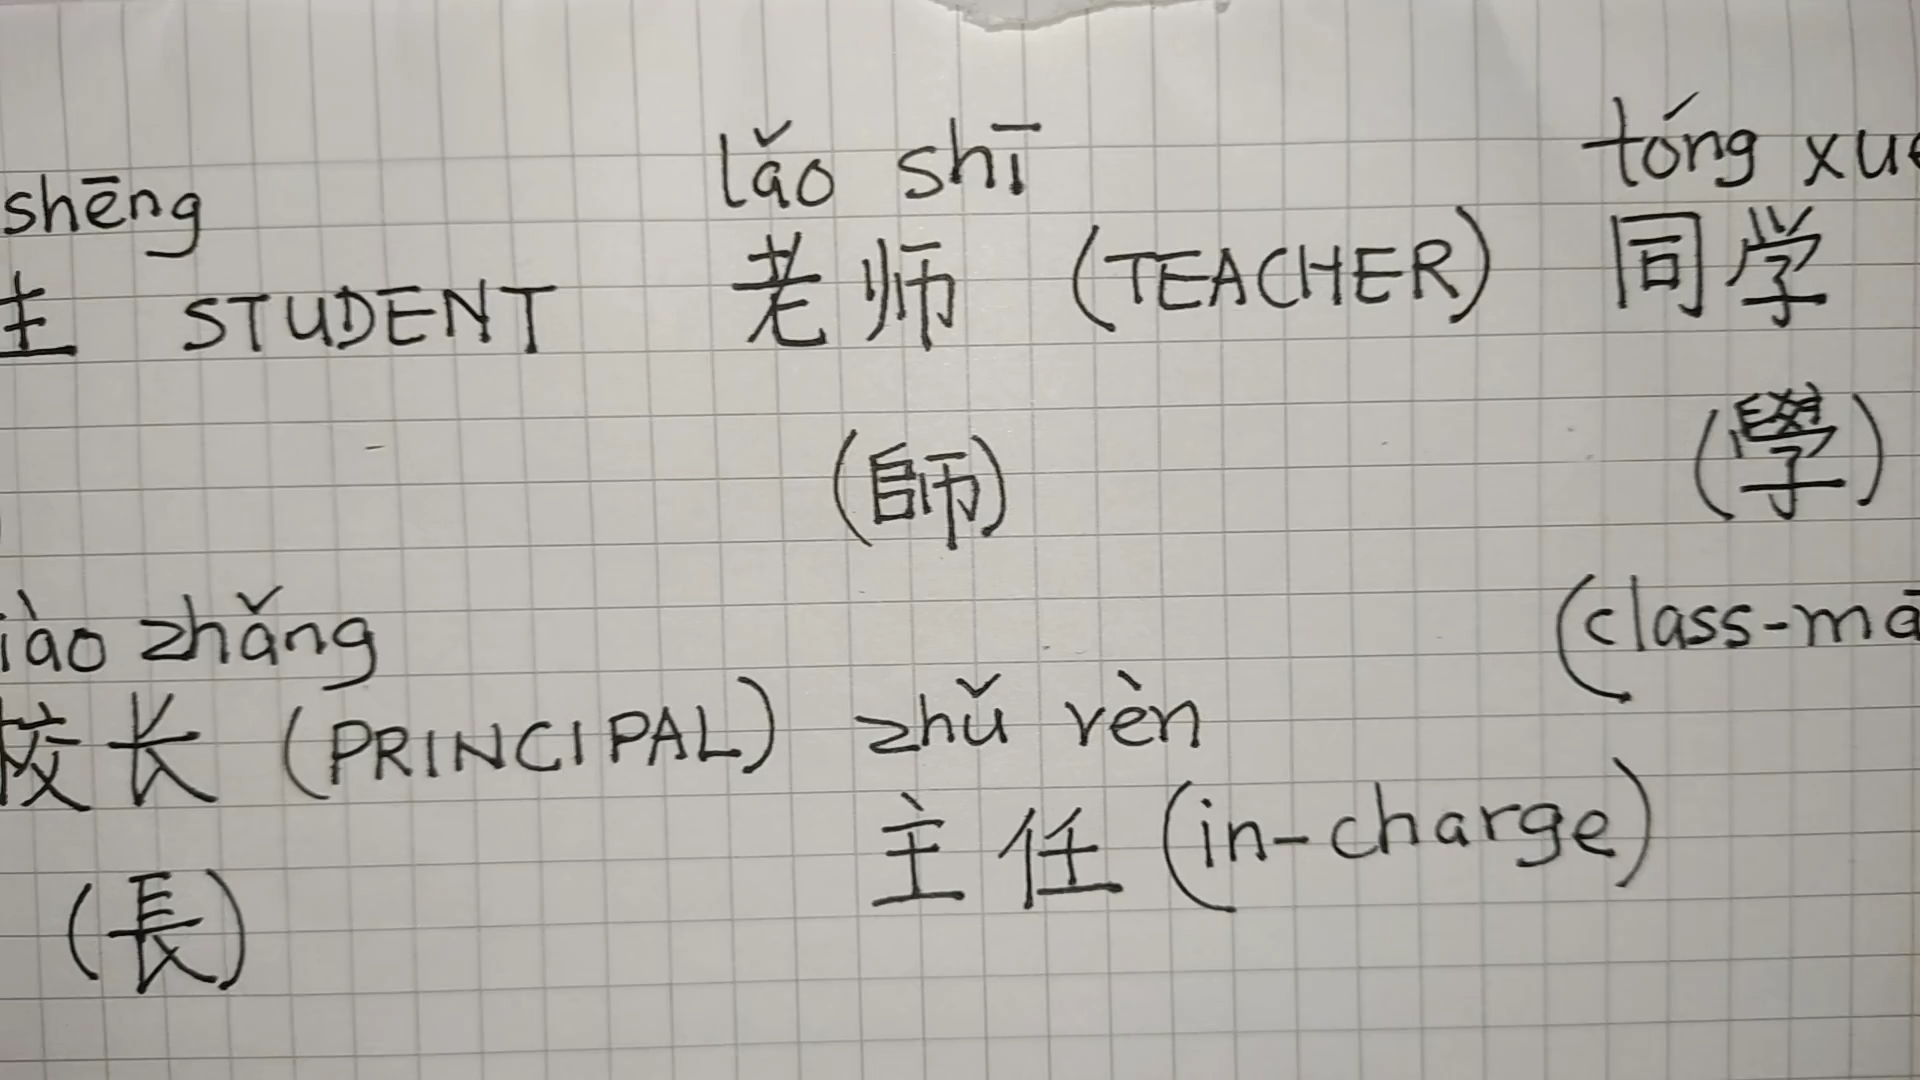 shēng lǎo shī tóng xu
生 STUDENT 老师 (TEACHER) 同学
(師) (學)
iào zhǎng (class-ma
校长 (PRINCIPAL) zhǔ rèn
主任 (in-charge)
(長)